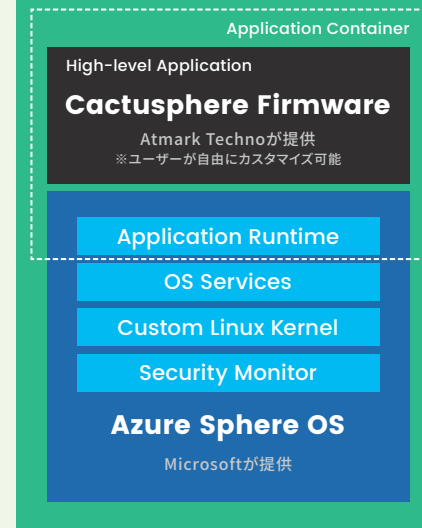 Application Container
High-level Application
Cactusphere Firmware
Atmark Technoが提供
※ユーザーが自由にカスタマイズ可能
Application Runtime
OS Services
Custom Linux Kernel
Security Monitor
Azure Sphere OS
Microsoftが提供